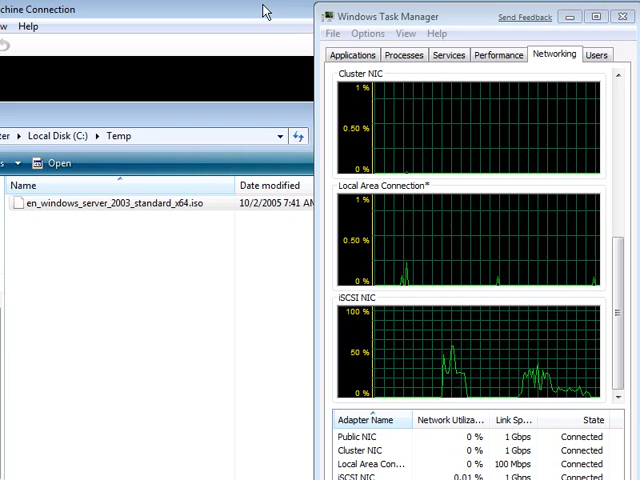 chine Connection
w Help
ter Local Disk (C:) Temp
s Open
Name Date modified
en_windows_server_2003_standard_x64.iso 10/2/2005 7:41 AM
Windows Task Manager Send Feedback
File Options View Help
Applications Processes Services Performance Networking Users
Cluster NIC
1 %
0.50 %
0 %
Local Area Connection*
1 %
0.50 %
0 %
iSCSI NIC
100 %
50 %
0 %
Adapter Name Network Utiliza... Link Sp... State
Public NIC 0 % 1 Gbps Connected
Cluster NIC 0 % 1 Gbps Connected
Local Area Con... 0 % 100 Mbps Connected
iSCSI NIC 0.01 % 1 Gbps Connected